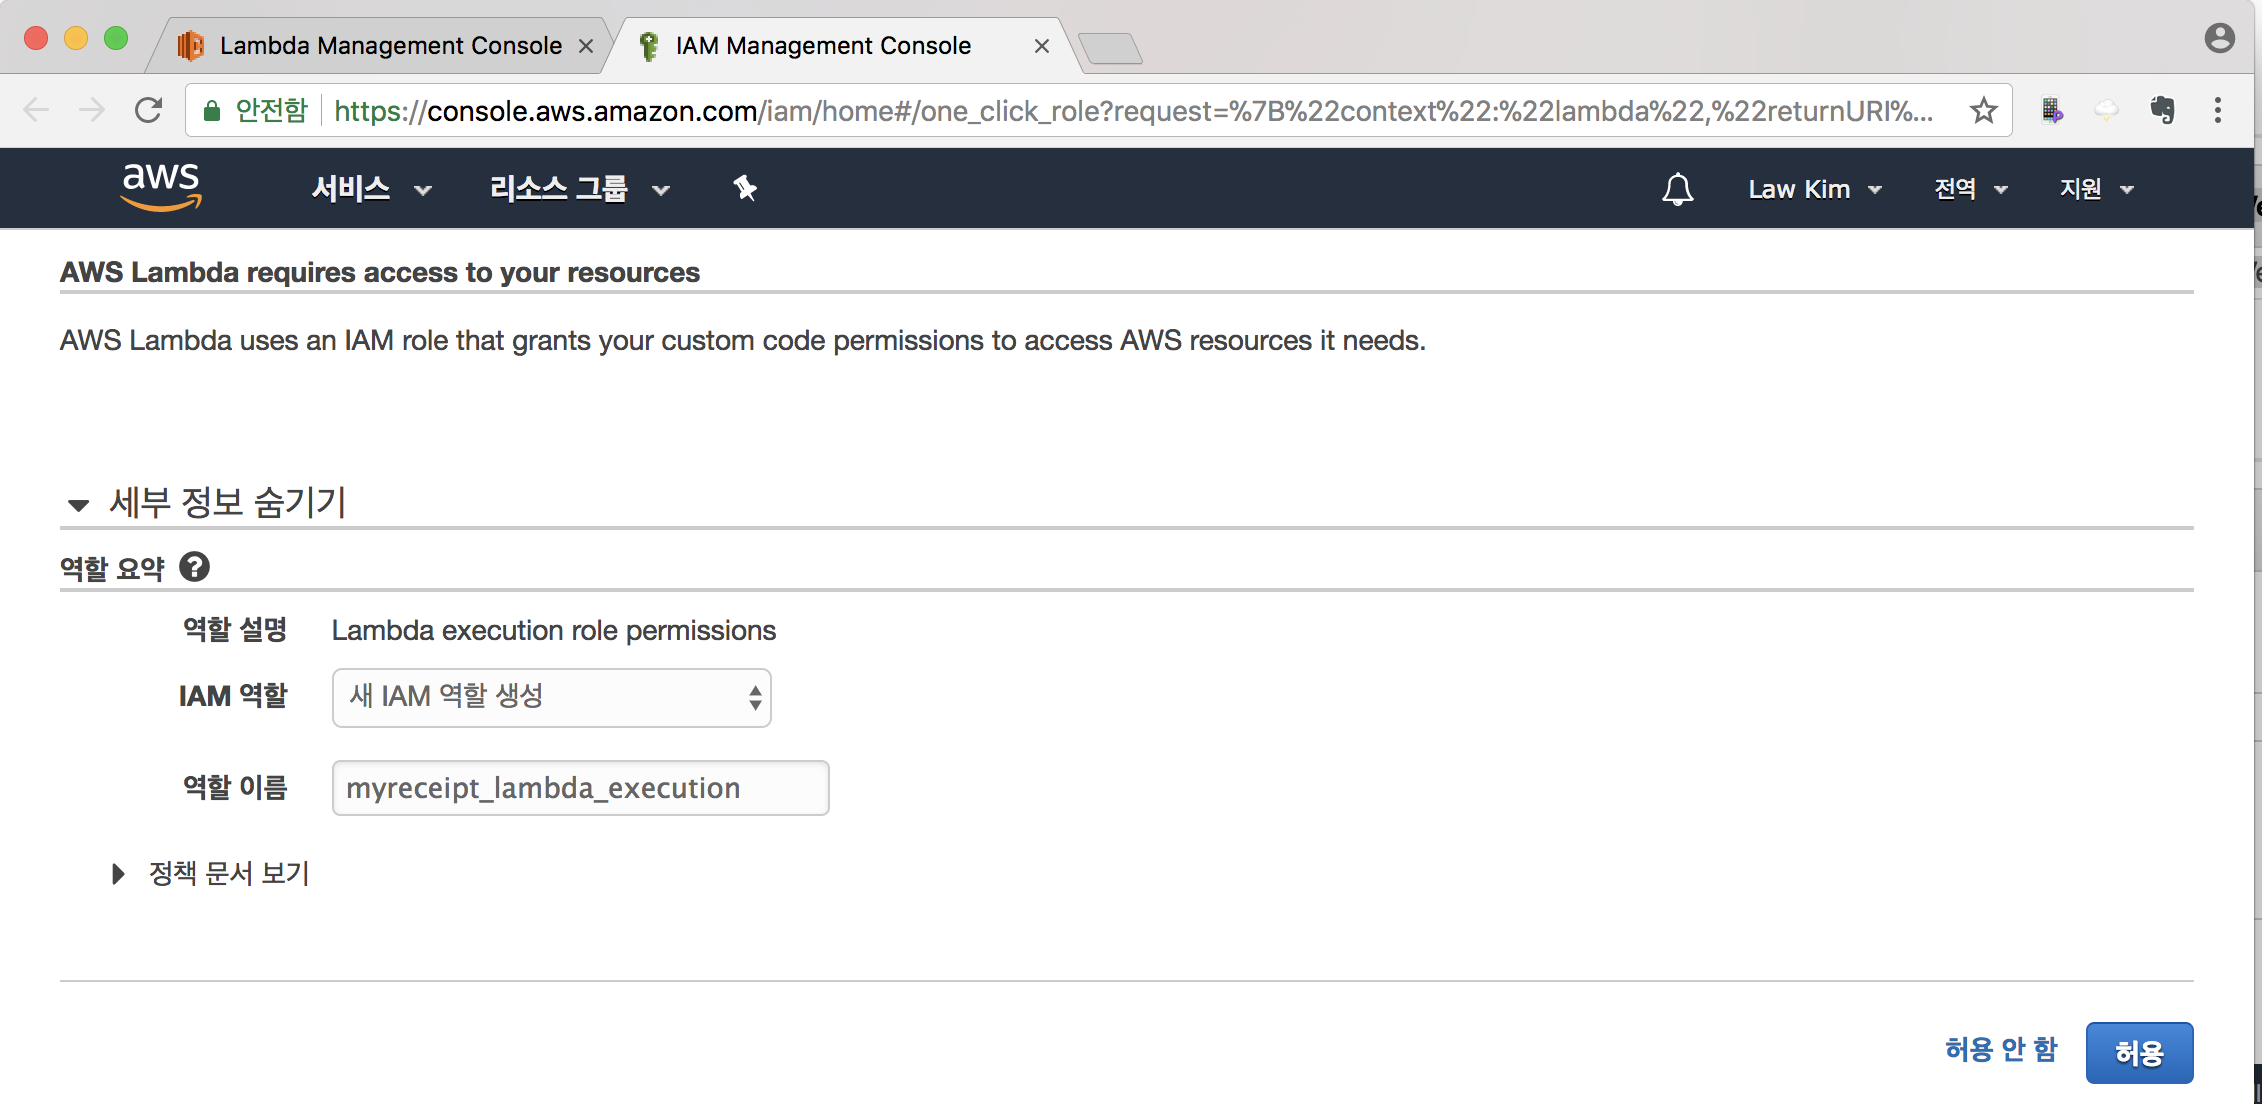 Lambda Management Console
IAM Management Console
안전함 https://console.aws.amazon.com/iam/home#/one_click_role?request=%7B%22context%22:%22lambda%22,%22returnURl%...
aws 서비스 리소스 그룹 Law Kim 전역 지원
AWS Lambda requires access to your resources
AWS Lambda uses an IAM role that grants your custom code permissions to access AWS resources it needs.
세부 정보 숨기기
역할 요약 ?
역할 설명 Lambda execution role permissions
IAM 역할 새 IAM 역할 생성
역할 이름 myreceipt_lambda_execution
정책 문서 보기
허용 안 함 허용